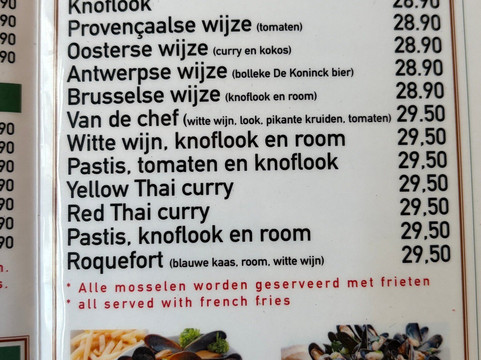 Knoflook 28.90
Provençaalse wijze (tomaten) 28.90
Oosterse wijze (curry en kokos) 28.90
Antwerpse wijze (bolleke De Koninck bier) 28.90
Brusselse wijze (knoflook en room) 28.90
Van de chef (witte wijn, look, pikante kruiden, tomaten) 29.50
Witte wijn, knoflook en room 29,50
Pastis, tomaten en knoflook 29,50
Yellow Thai curry 29,50
Red Thai curry 29,50
Pastis, knoflook en room 29,50
Roquefort (blauwe kaas, room, witte wijn) 29,50
* Alle mosselen worden geserveerd met frieten
* all served with french fries